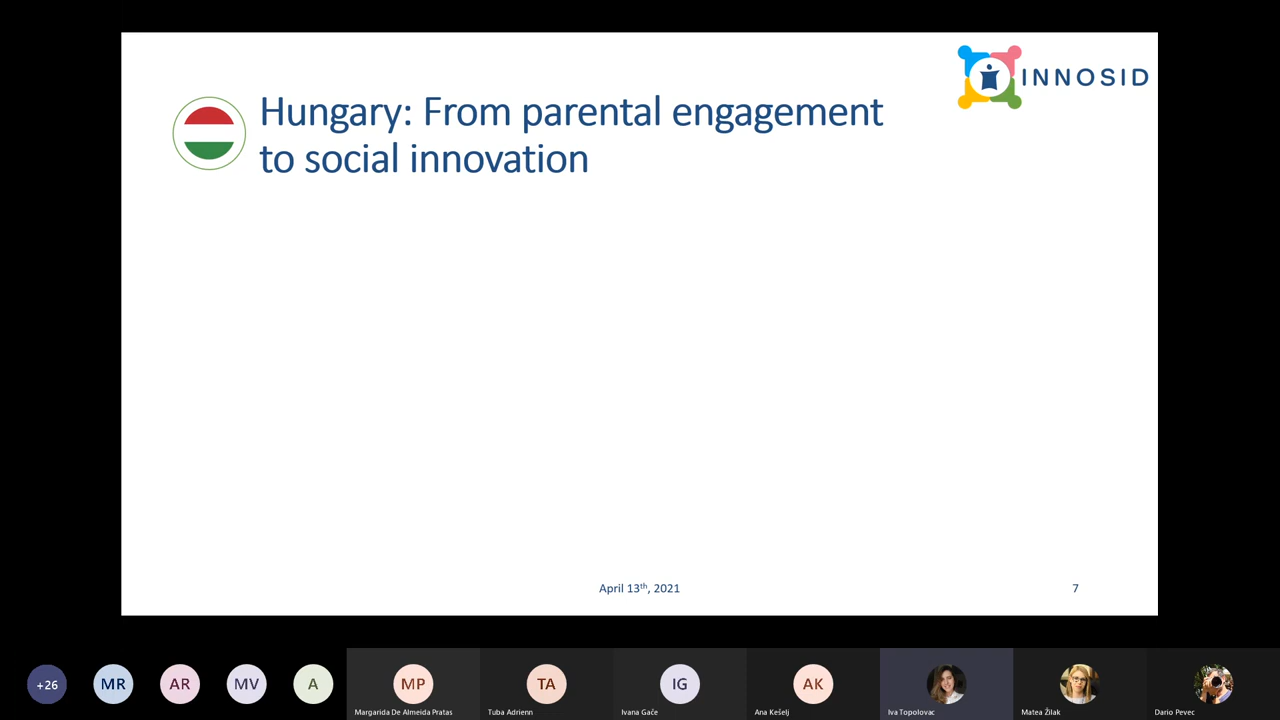 INNOSID
Hungary: From parental engagement
to social innovation
April 13th, 2021
7
+26
MR
AR
MV
A
MP
TA
IG
AK
Margarida De Almeida Pratas
Tuba Adrienn
Ivana Gače
Ana Kešelj
Iva Topolovac
Matea Žilak
Dario Pevec